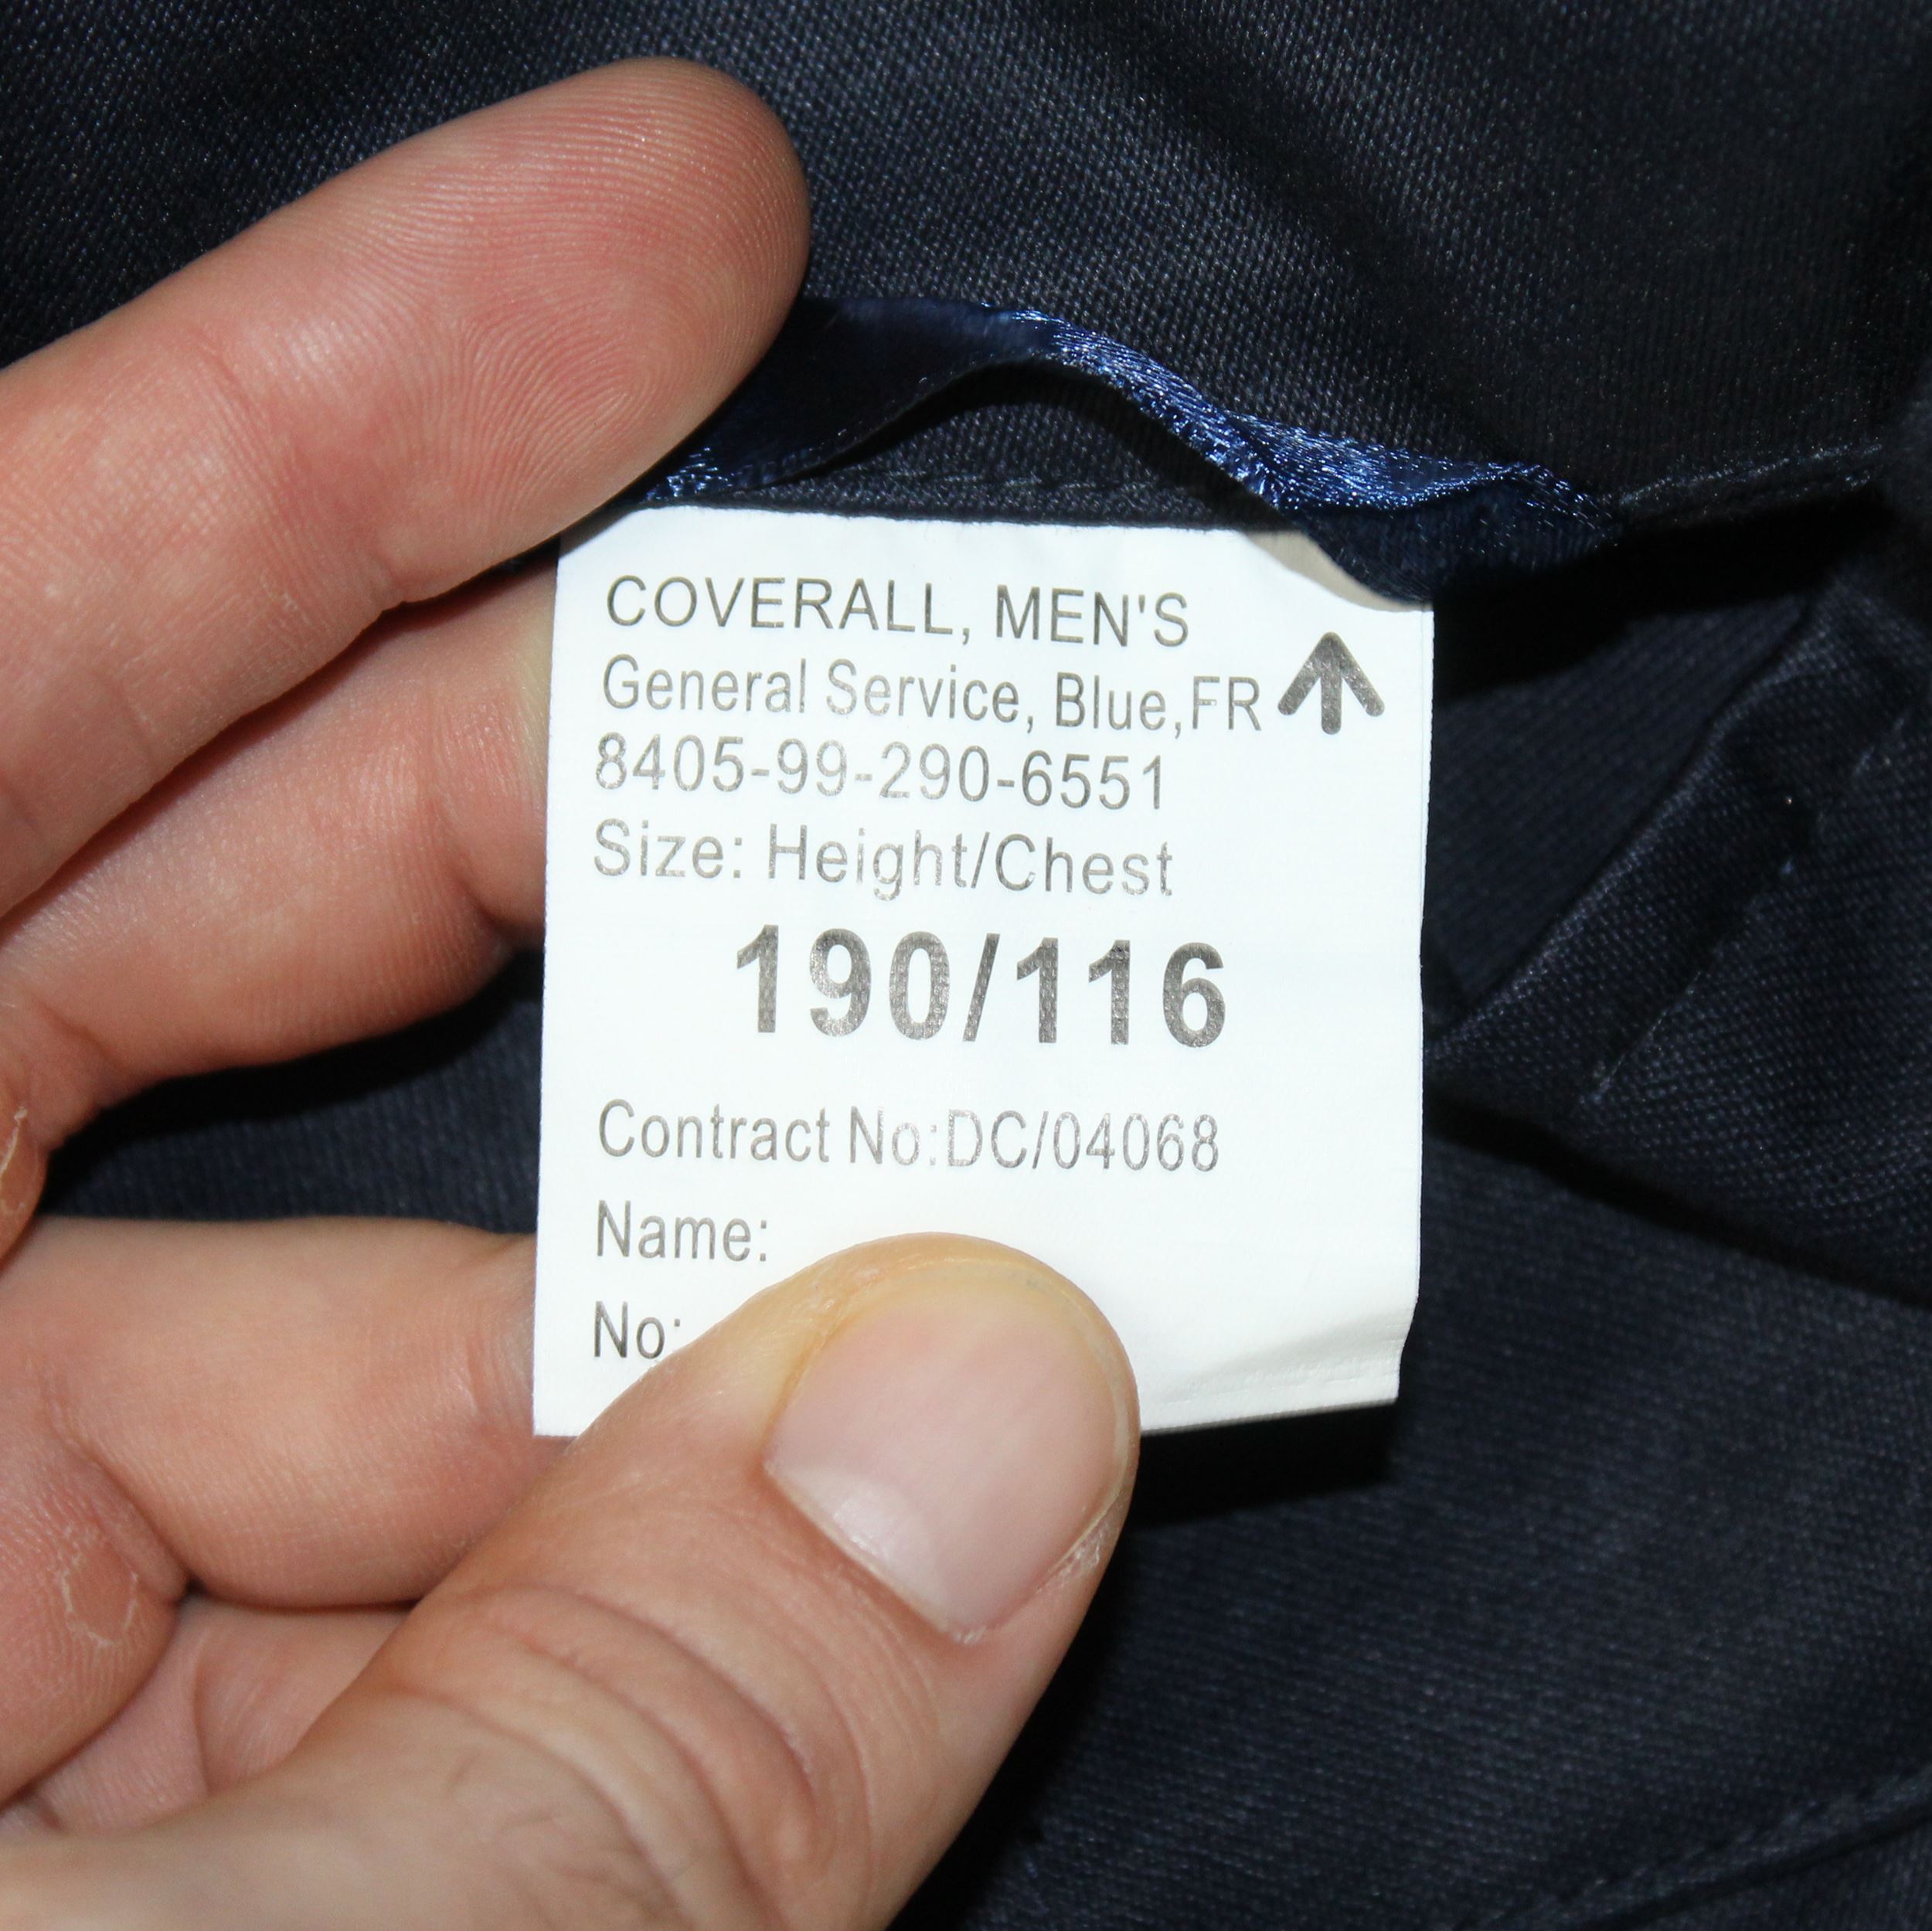 COVERALL, MEN'S
General Service, Blue,FR
8405-99-290-6551
Size: Height/Chest
190/116
Contract No:DC/04068
Name:
No: